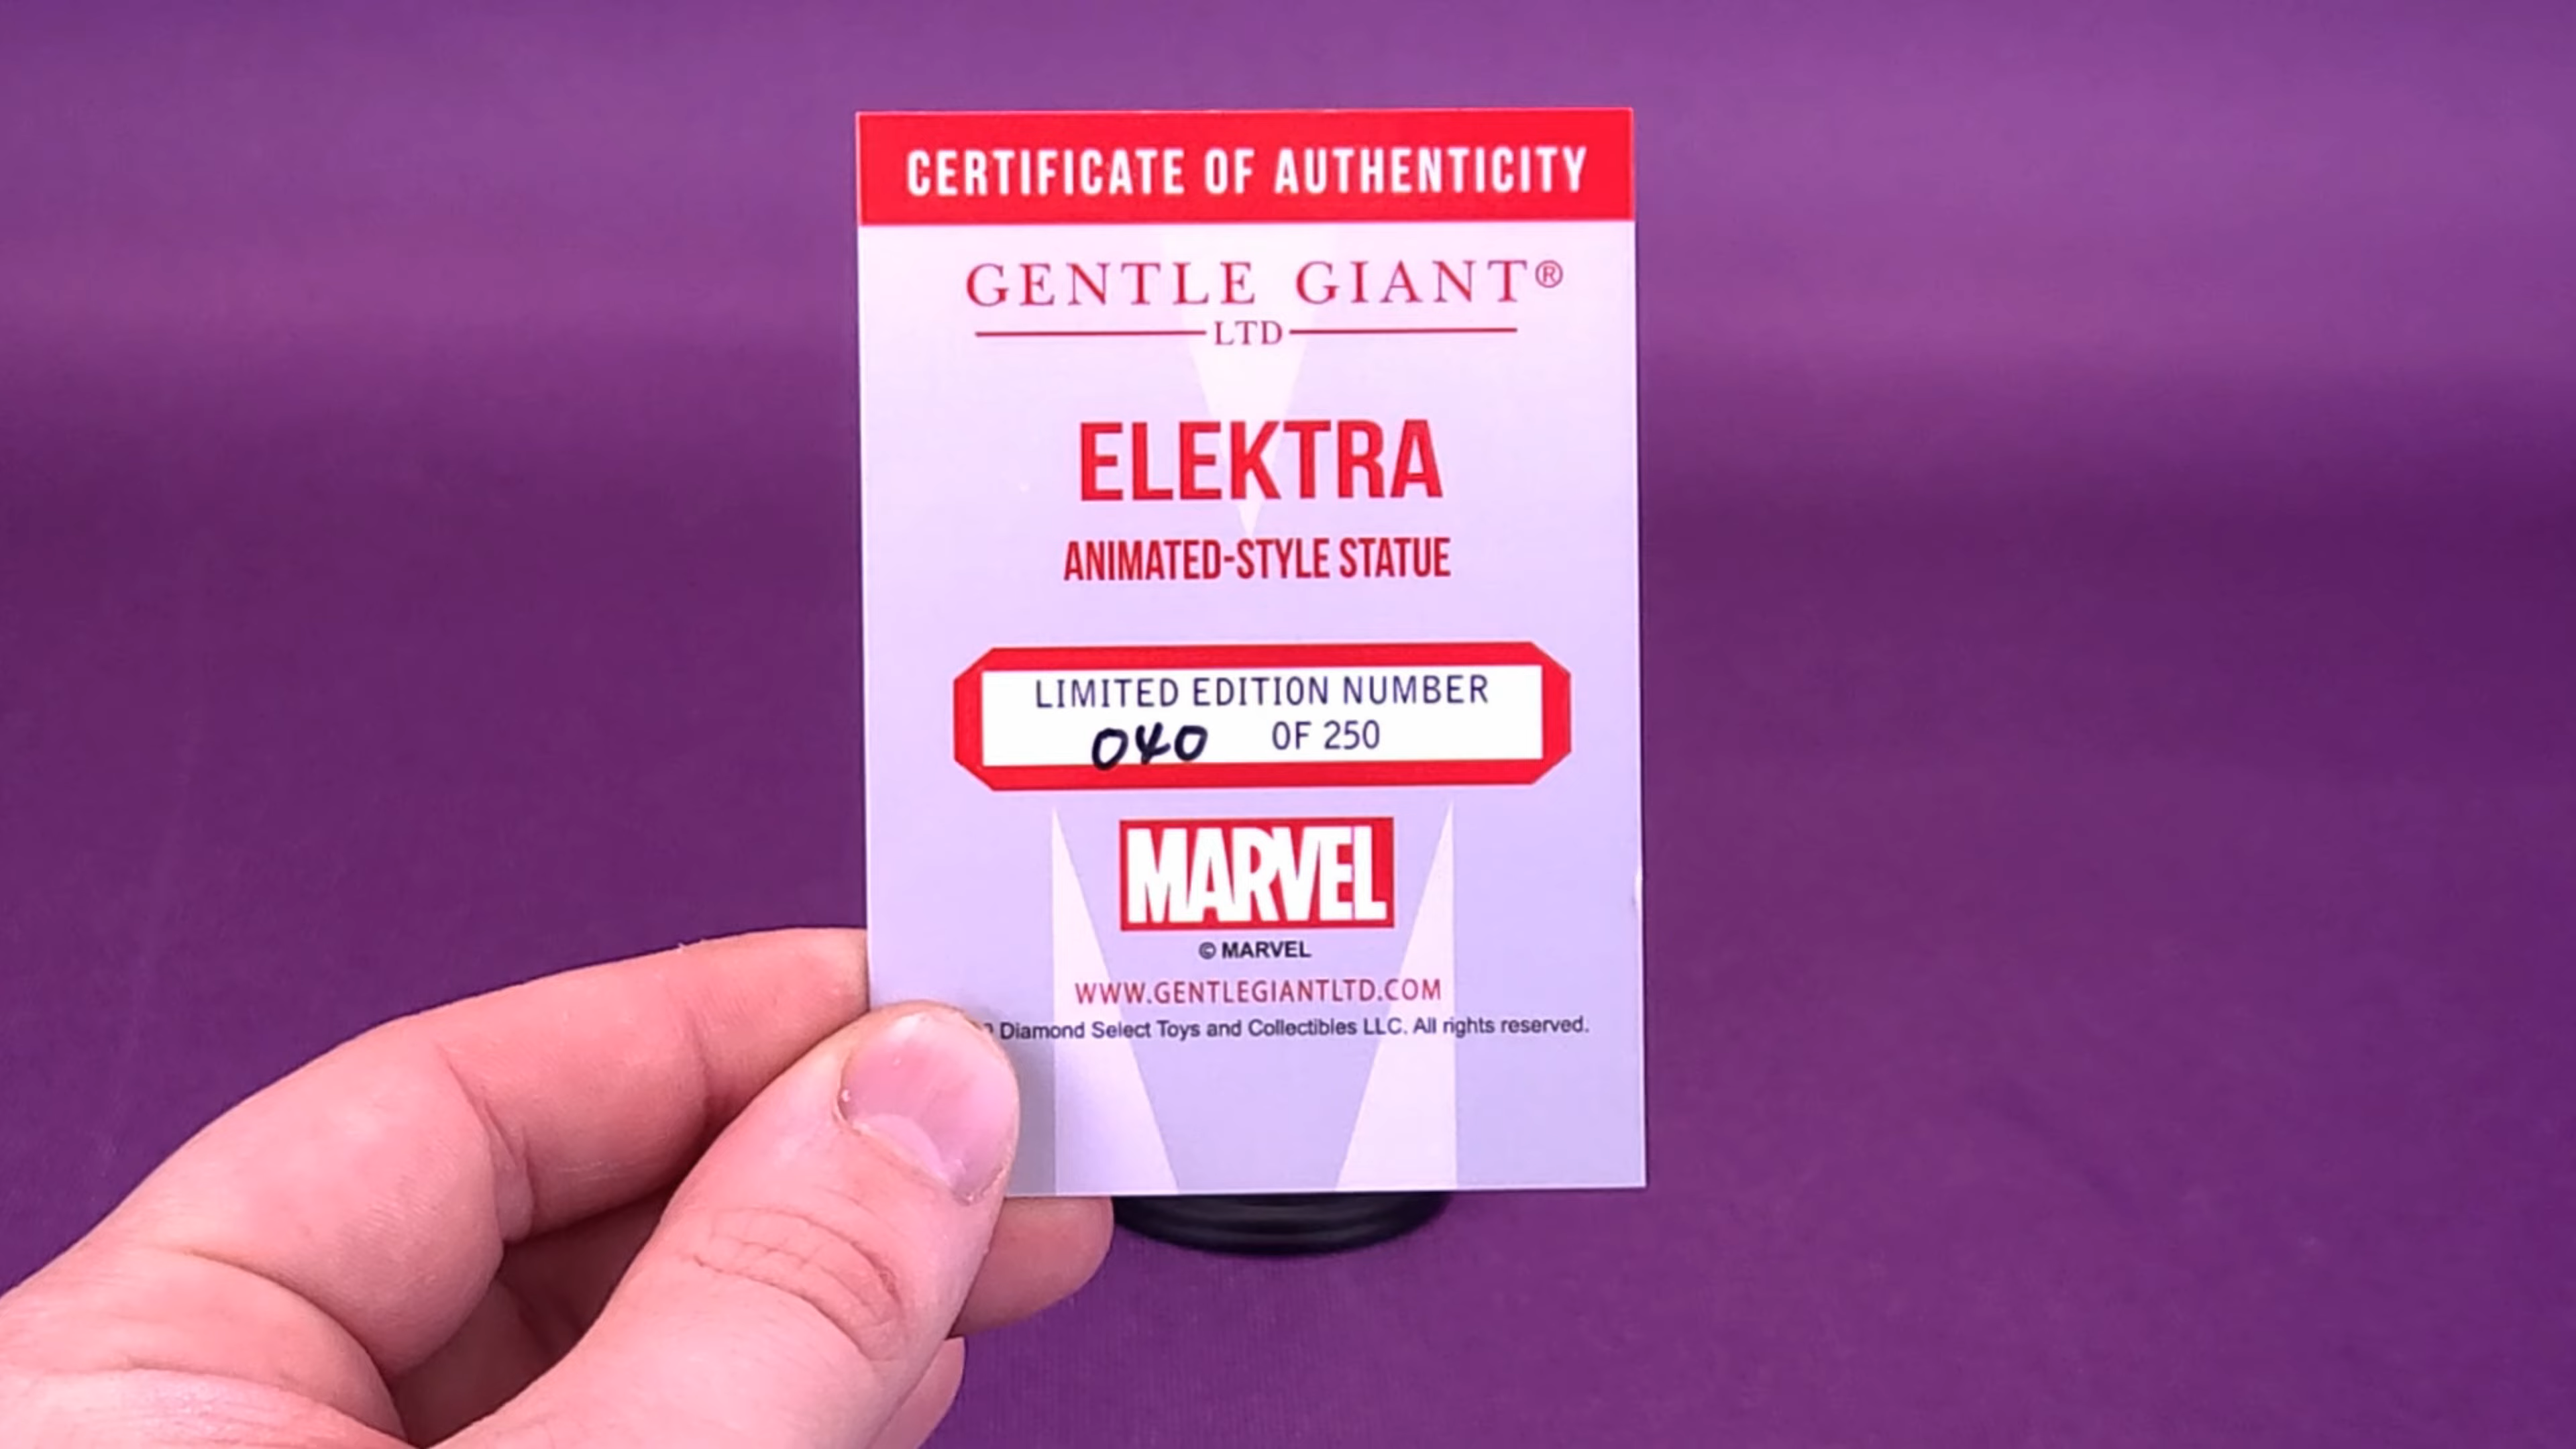 CERTIFICATE OF AUTHENTICITY
GENTLE GIANT®
LTD
ELEKTRA
ANIMATED-STYLE STATUE
LIMITED EDITION NUMBER
040 OF 250
MARVEL
© MARVEL
WWW.GENTLEGIANTLTD.COM
Diamond Select Toys and Collectibles LLC. All rights reserved.